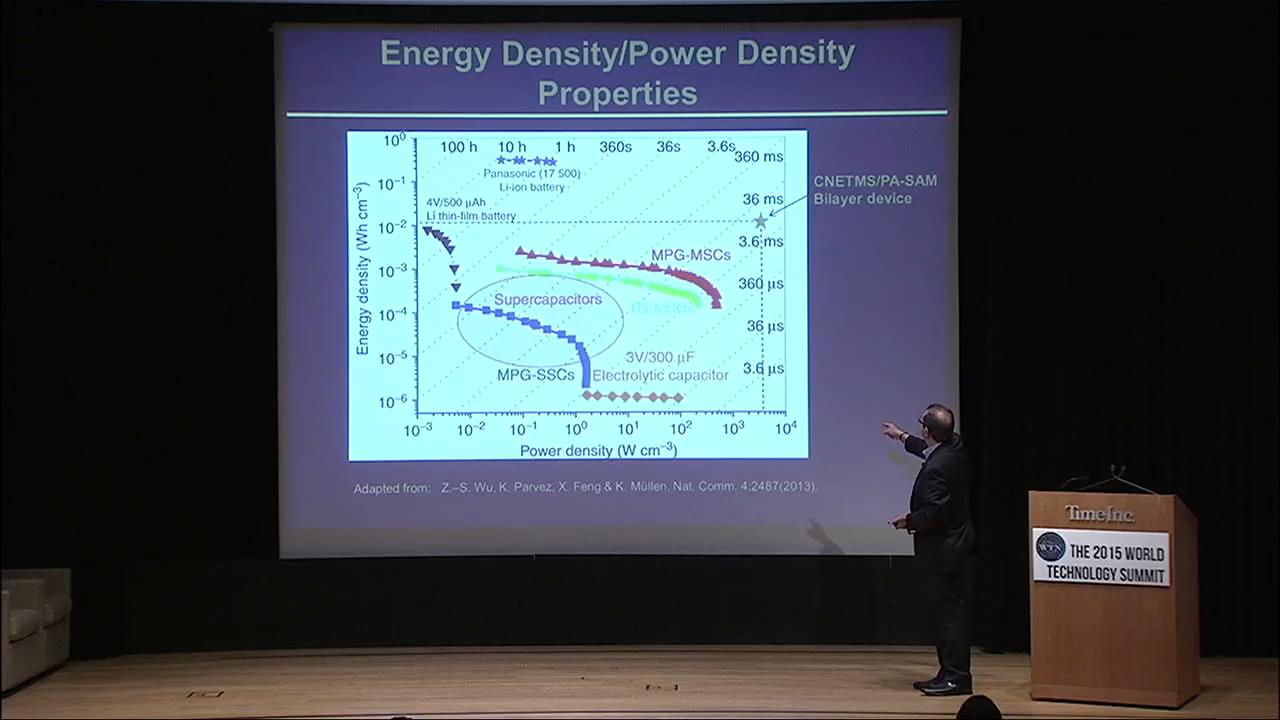 Energy Density/Power Density
Properties
10⁰
10⁻¹
10⁻²
10⁻³
10⁻⁴
10⁻⁵
10⁻⁶
Energy density (Wh cm⁻³)
100 h 10 h 1 h 360s 36s 3.6s
360 ms
36 ms
3.6 ms
360 µs
36 µs
3.6 µs
Panasonic (17 500)
Li-ion battery
4V/500 µAh
Li thin-film battery
MPG-MSCs
TG-MSCs
Supercapacitors
MPG-SSCs
3V/300 µF
Electrolytic capacitor
10⁻³ 10⁻² 10⁻¹ 10⁰ 10¹ 10² 10³ 10⁴
Power density (W cm⁻³)
CNETMS/PA-SAM
Bilayer device
Adapted from: Z.–S. Wu, K. Parvez, X. Feng & K. Müllen, Nat. Comm. 4:2487(2013).
Time Inc.
WTN
THE 2015 WORLD
TECHNOLOGY SUMMIT